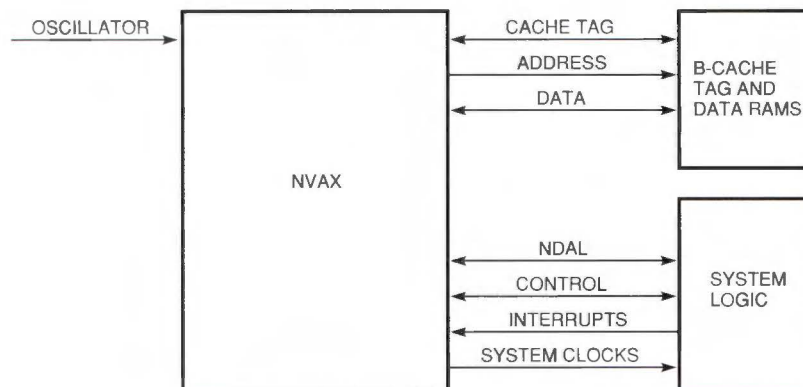 OSCILLATOR
NVAX
CACHE TAG
ADDRESS
DATA
B-CACHE
TAG AND
DATA RAMS
NDAL
CONTROL
INTERRUPTS
SYSTEM CLOCKS
SYSTEM
LOGIC